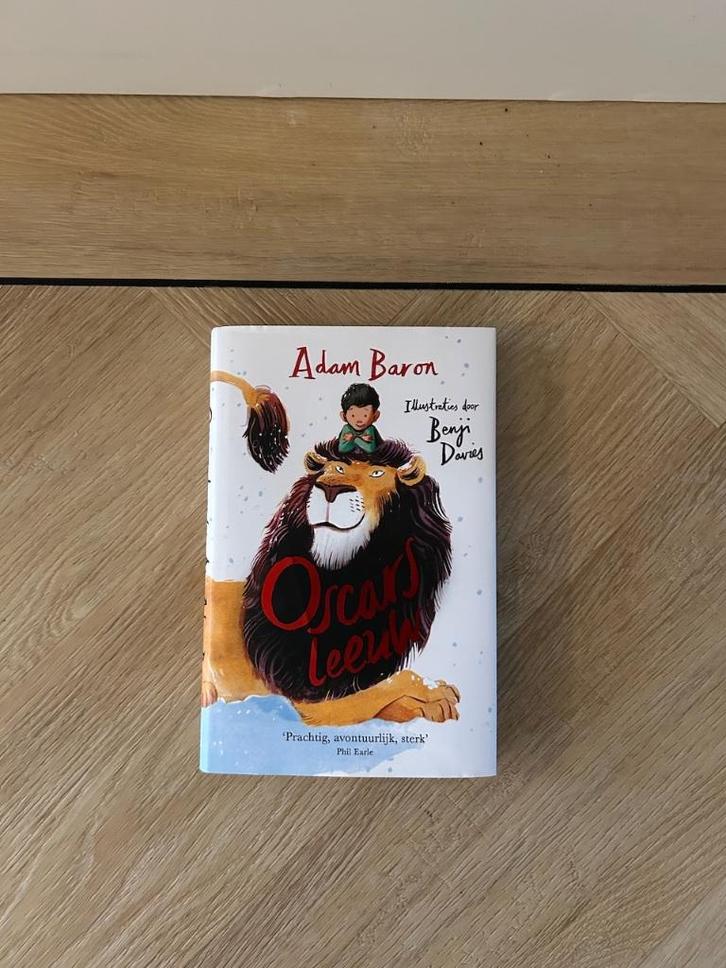 Adam Baron
Illustraties door
Benji
Davies
Oscars
leeuw
‘Prachtig, avontuurlijk, sterk’
Phil Earle